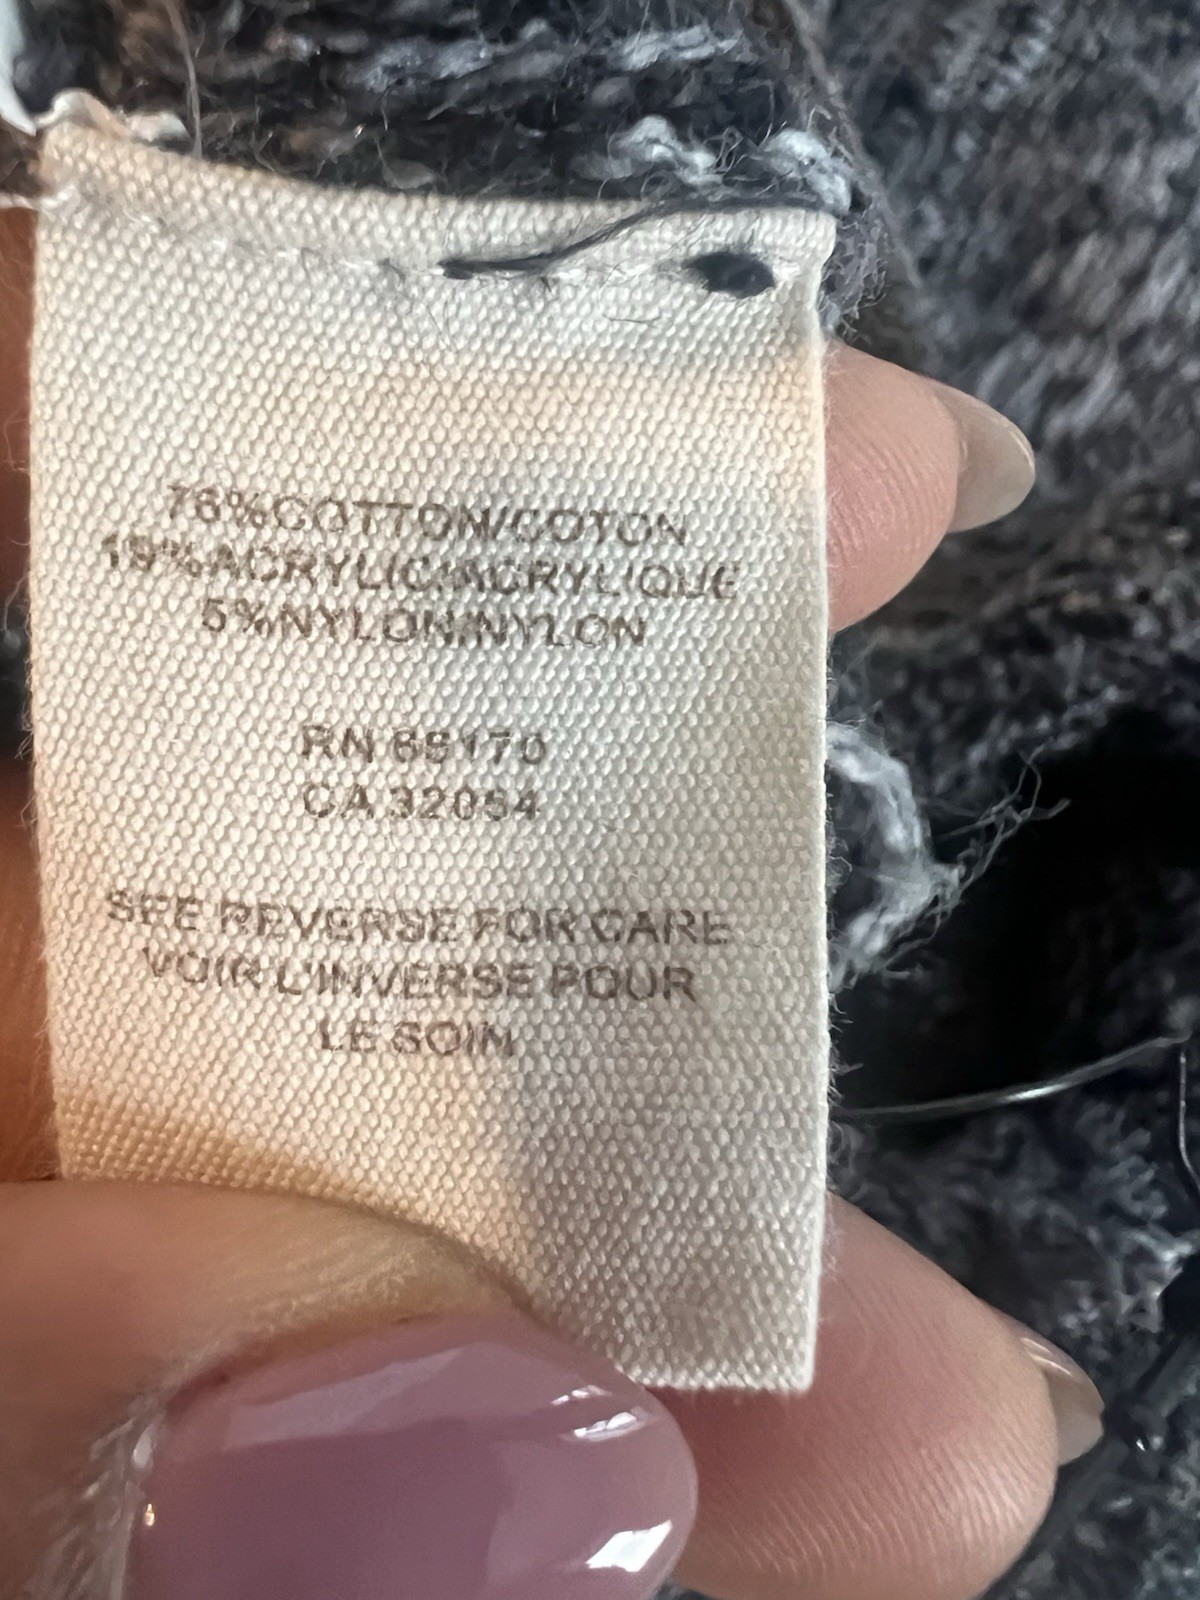 76%COTTON/COTON
19%ACRYLIC/ACRYLIQUE
5%NYLON/NYLON
RN 66170
CA 32054
SEE REVERSE FOR CARE
VOIR L'INVERSE POUR
LE SOIN